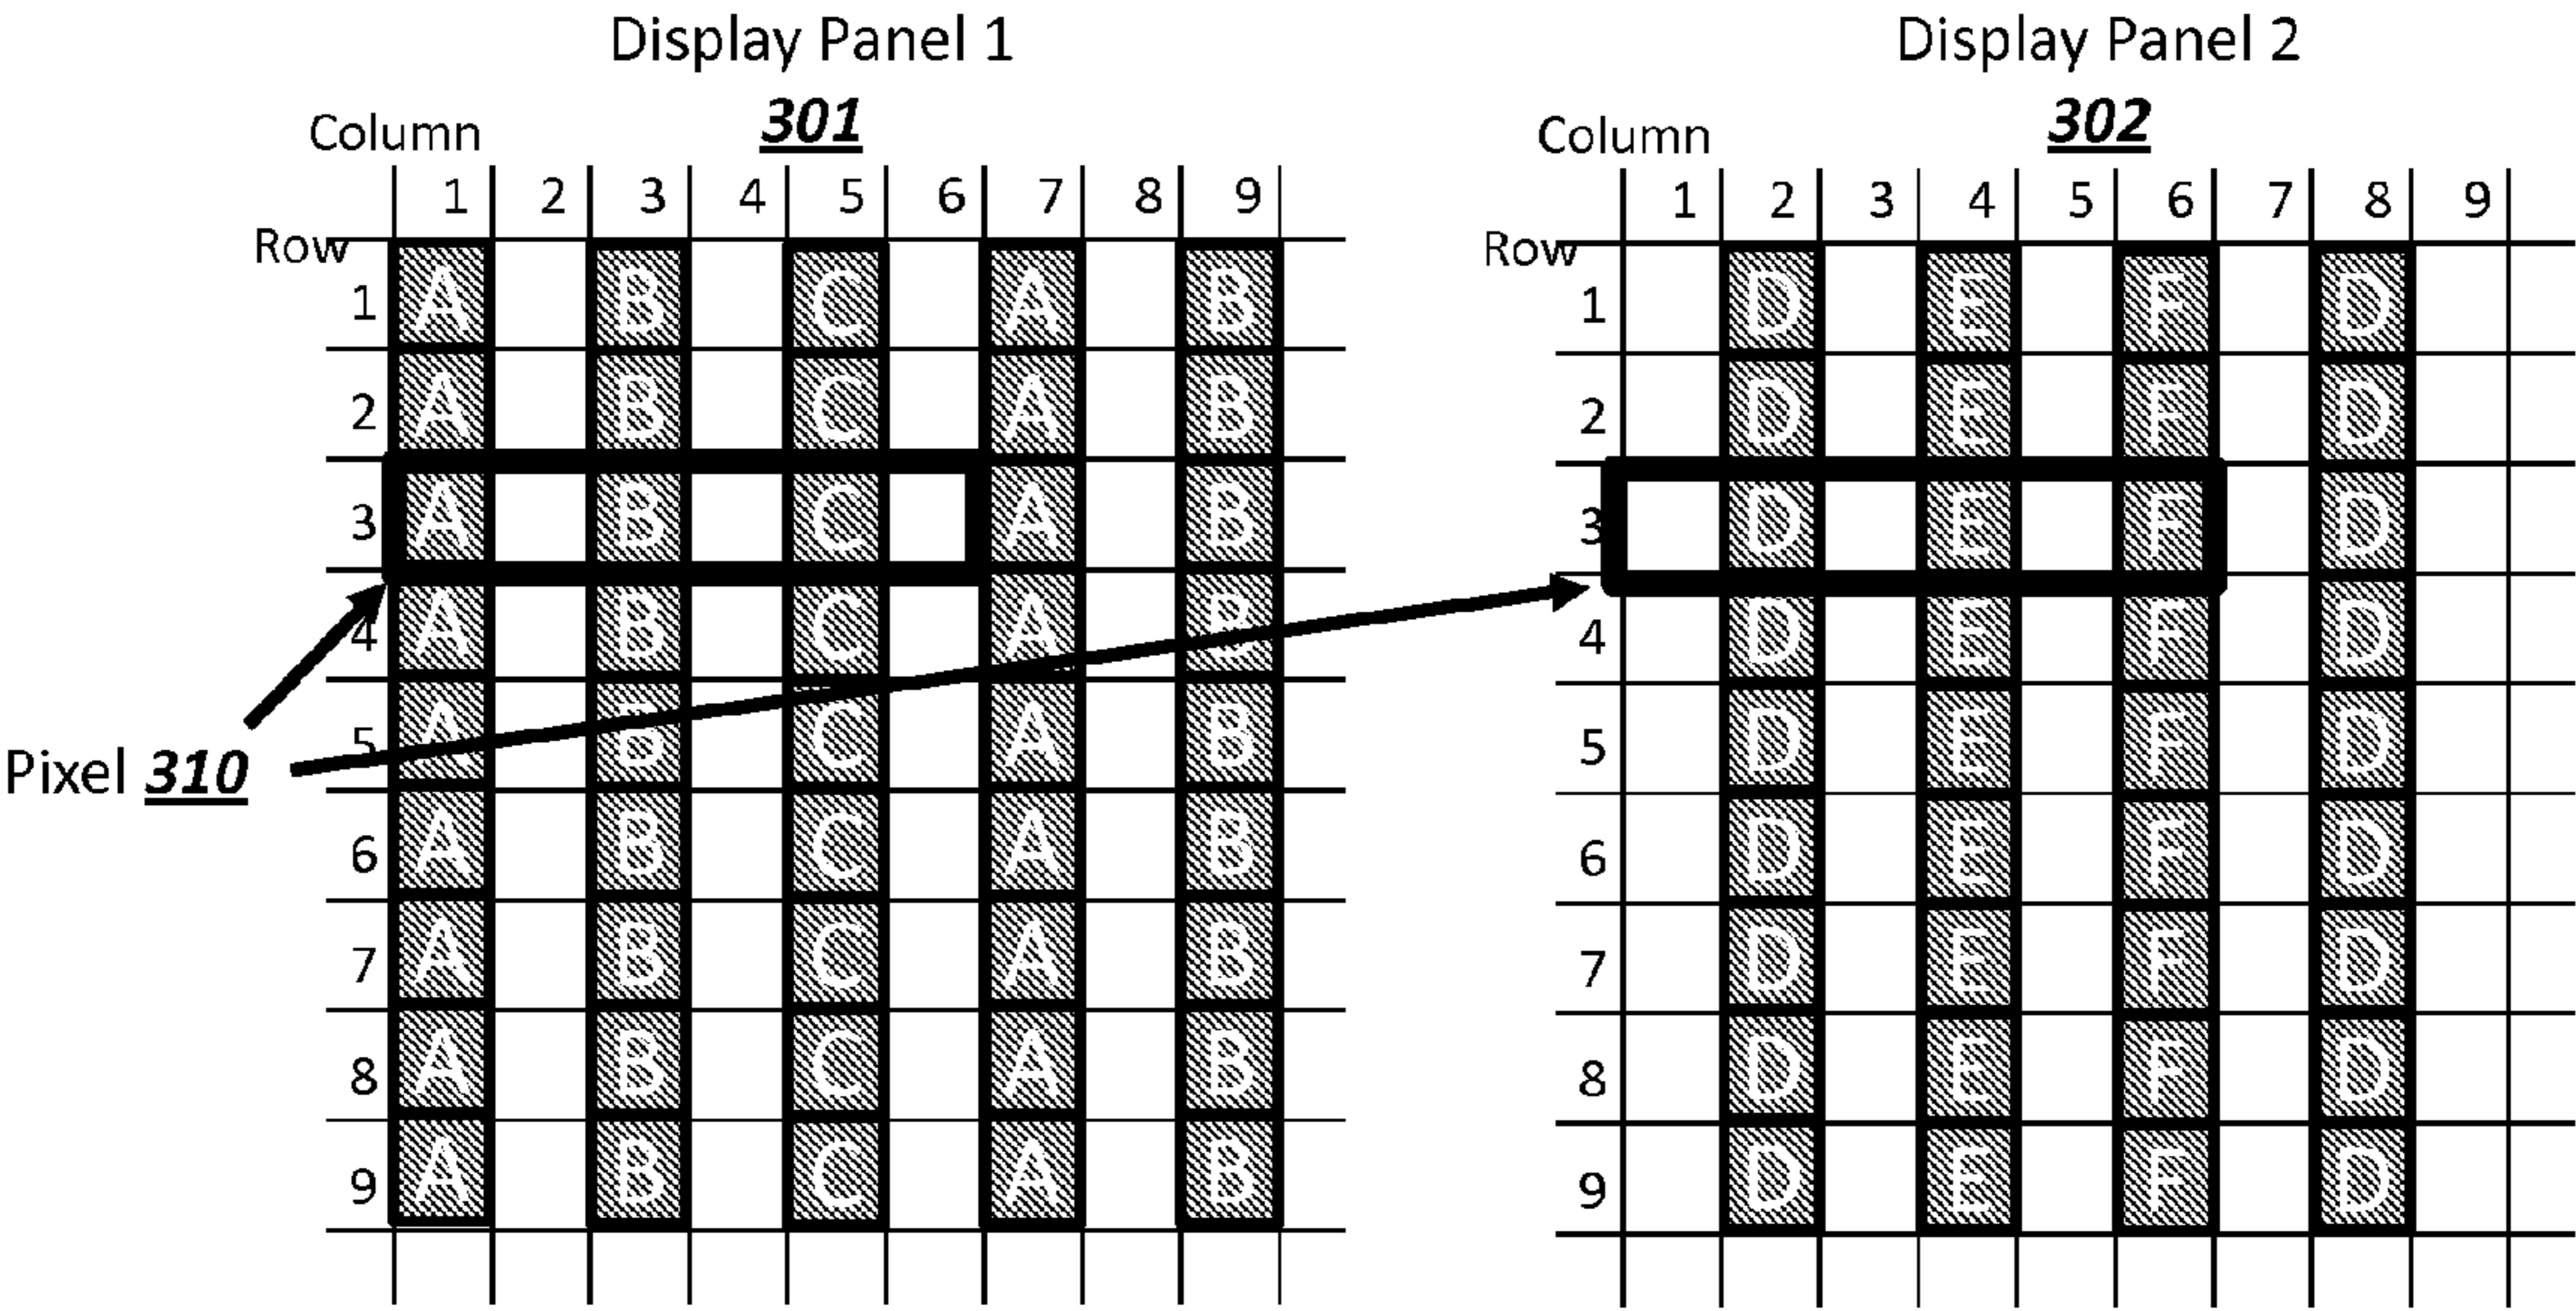 Display Panel 1
301
Column
1 2 3 4 5 6 7 8 9
Row
1 A B C A B
2 A B C A B
3 A B C A B
4 A B C A B
5 A B C A B
6 A B C A B
7 A B C A B
8 A B C A B
9 A B C A B
Pixel 310
Display Panel 2
302
Column
1 2 3 4 5 6 7 8 9
Row
1 D E F D
2 D E F D
3 D E F D
4 D E F D
5 D E F D
6 D E F D
7 D E F D
8 D E F D
9 D E F D